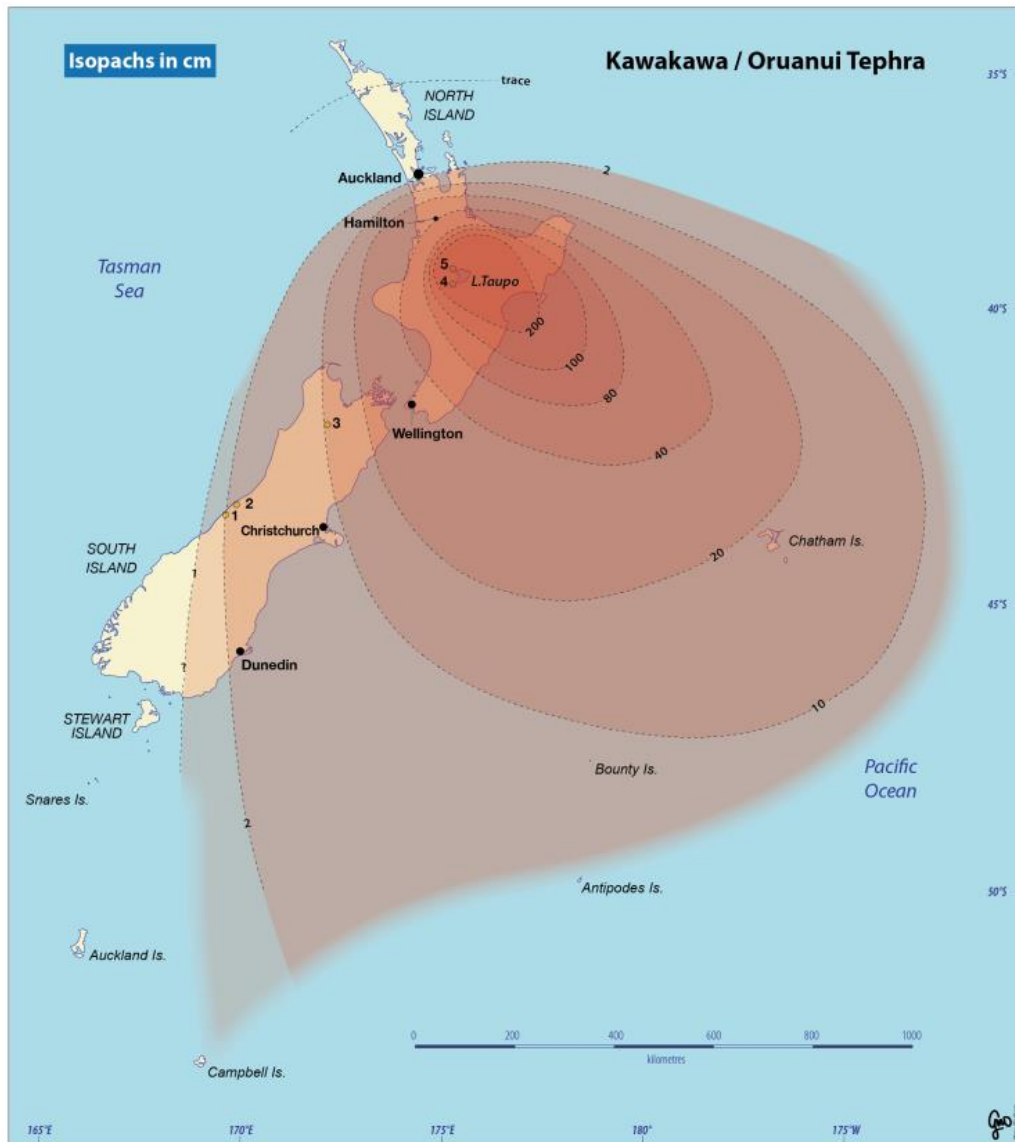 Isopachs in cm
Kawakawa / Oruanui Tephra
35°S
trace
NORTH
ISLAND
Auckland
2
Hamilton
Tasman
Sea
5
4
L.Taupo
40°S
200
100
80
Wellington
3
40
2
1
Christchurch
Chatham Is.
20
SOUTH
ISLAND
1
45°S
?
Dunedin
10
STEWART
ISLAND
Bounty Is.
Pacific
Ocean
Snares Is.
2
Antipodes Is.
50°S
Auckland Is.
0
200
400
600
800
1000
kilometres
Campbell Is.
165°E
170°E
175°E
180°
175°W